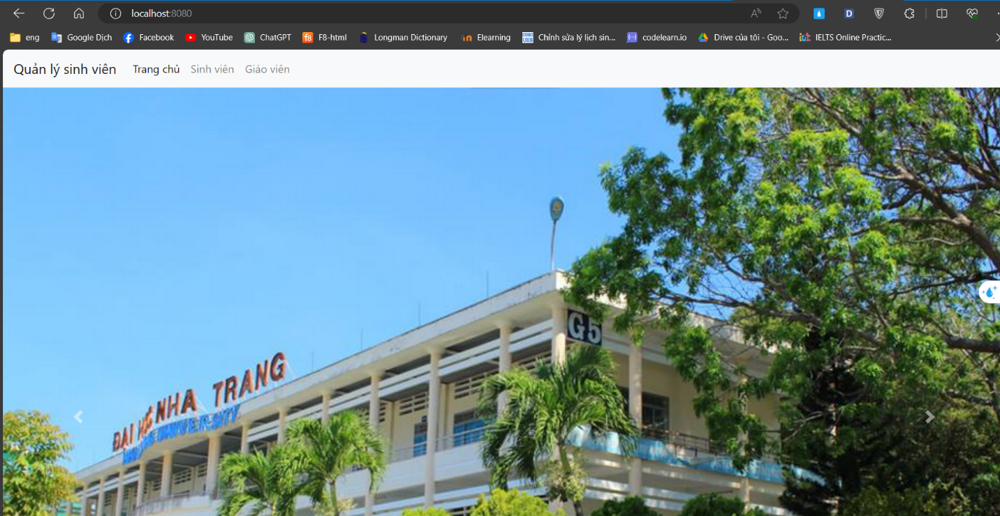 localhost:8080
eng Google Dịch Facebook YouTube ChatGPT F8-html Longman Dictionary Elearning Chỉnh sửa lý lịch sin... codelearn.io Drive của tôi - Goo... IELTS Online Practic...
Quản lý sinh viên Trang chủ Sinh viên Giáo viên
G5
ĐẠI HỌC NHA TRANG
UNIVERSITY